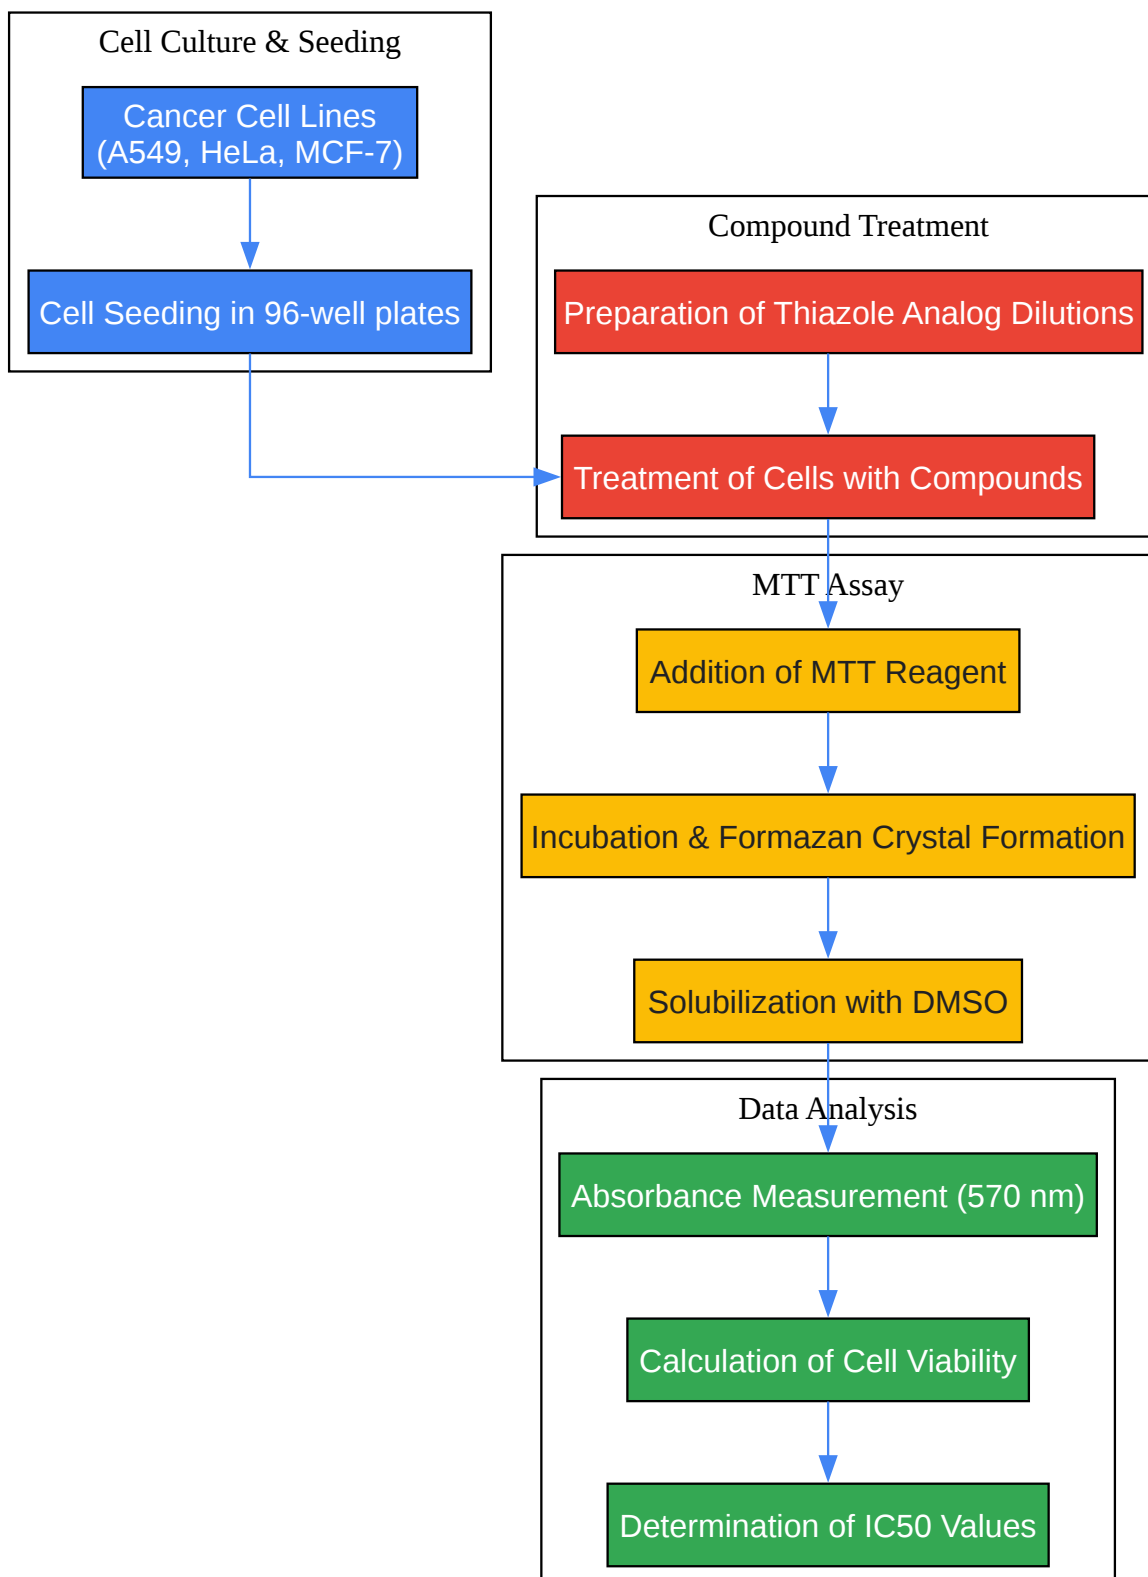 Cell Culture & Seeding
Cancer Cell Lines
(A549, HeLa, MCF-7)
Cell Seeding in 96-well plates
Compound Treatment
Preparation of Thiazole Analog Dilutions
Treatment of Cells with Compounds
MTT Assay
Addition of MTT Reagent
Incubation & Formazan Crystal Formation
Solubilization with DMSO
Data Analysis
Absorbance Measurement (570 nm)
Calculation of Cell Viability
Determination of IC50 Values